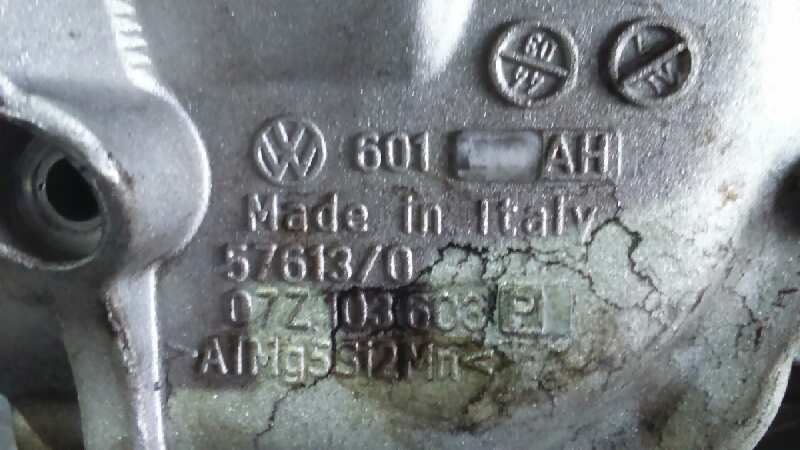 601 AH
Made in Italy
57613/0
07Z 103 603 P
>AlMg5Si2Mn<